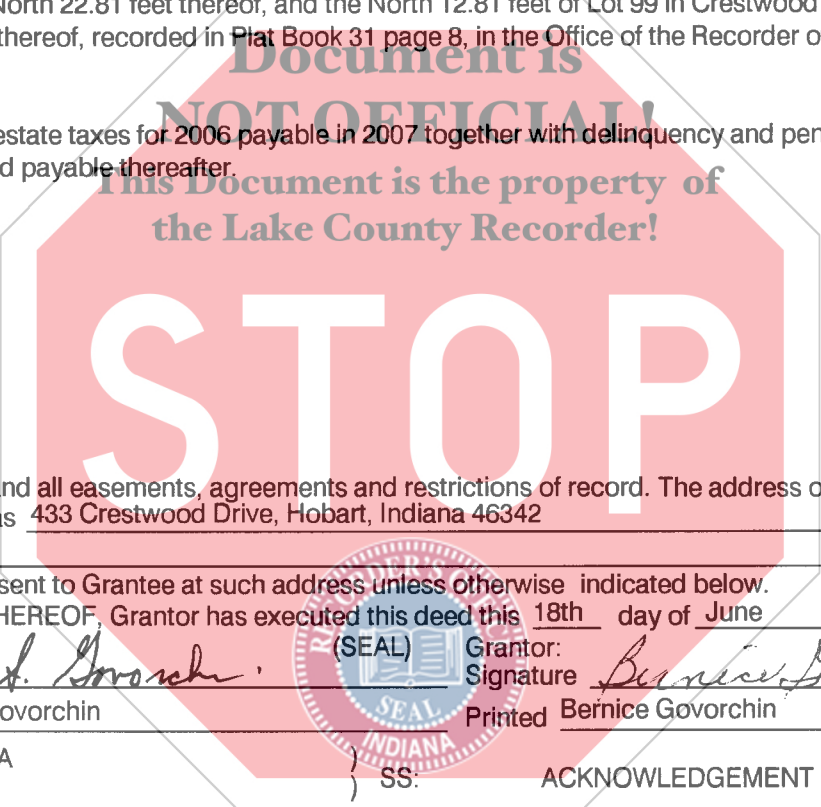 North 22.81 feet thereof, and the North 12.81 feet of Lot 99 in Crestwood
thereof, recorded in Plat Book 31 page 8, in the Office of the Recorder o
Document is
NOT OFFICIAL!
estate taxes for 2006 payable in 2007 together with delinquency and pen
d payable thereafter.
This Document is the property of
the Lake County Recorder!
STOP
nd all easements, agreements and restrictions of record. The address o
as 433 Crestwood Drive, Hobart, Indiana 46342
sent to Grantee at such address unless otherwise indicated below.
HEREOF, Grantor has executed this deed this 18th day of June
(SEAL) Grantor:
Signature Bernice G
ovorchin
Printed Bernice Govorchin
RECORDER'S OFFICE
SEAL
INDIANA
A ) SS: ACKNOWLEDGEMENT
)